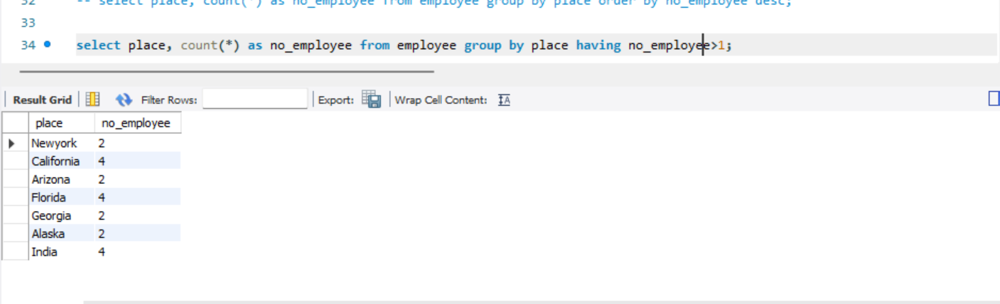 32 -- select place, count(*) as no_employee from employee group by place order by no_employee desc;
33
34 select place, count(*) as no_employee from employee group by place having no_employee>1;
Result Grid Filter Rows: Export: Wrap Cell Content: IA
place no_employee
Newyork 2
California 4
Arizona 2
Florida 4
Georgia 2
Alaska 2
India 4